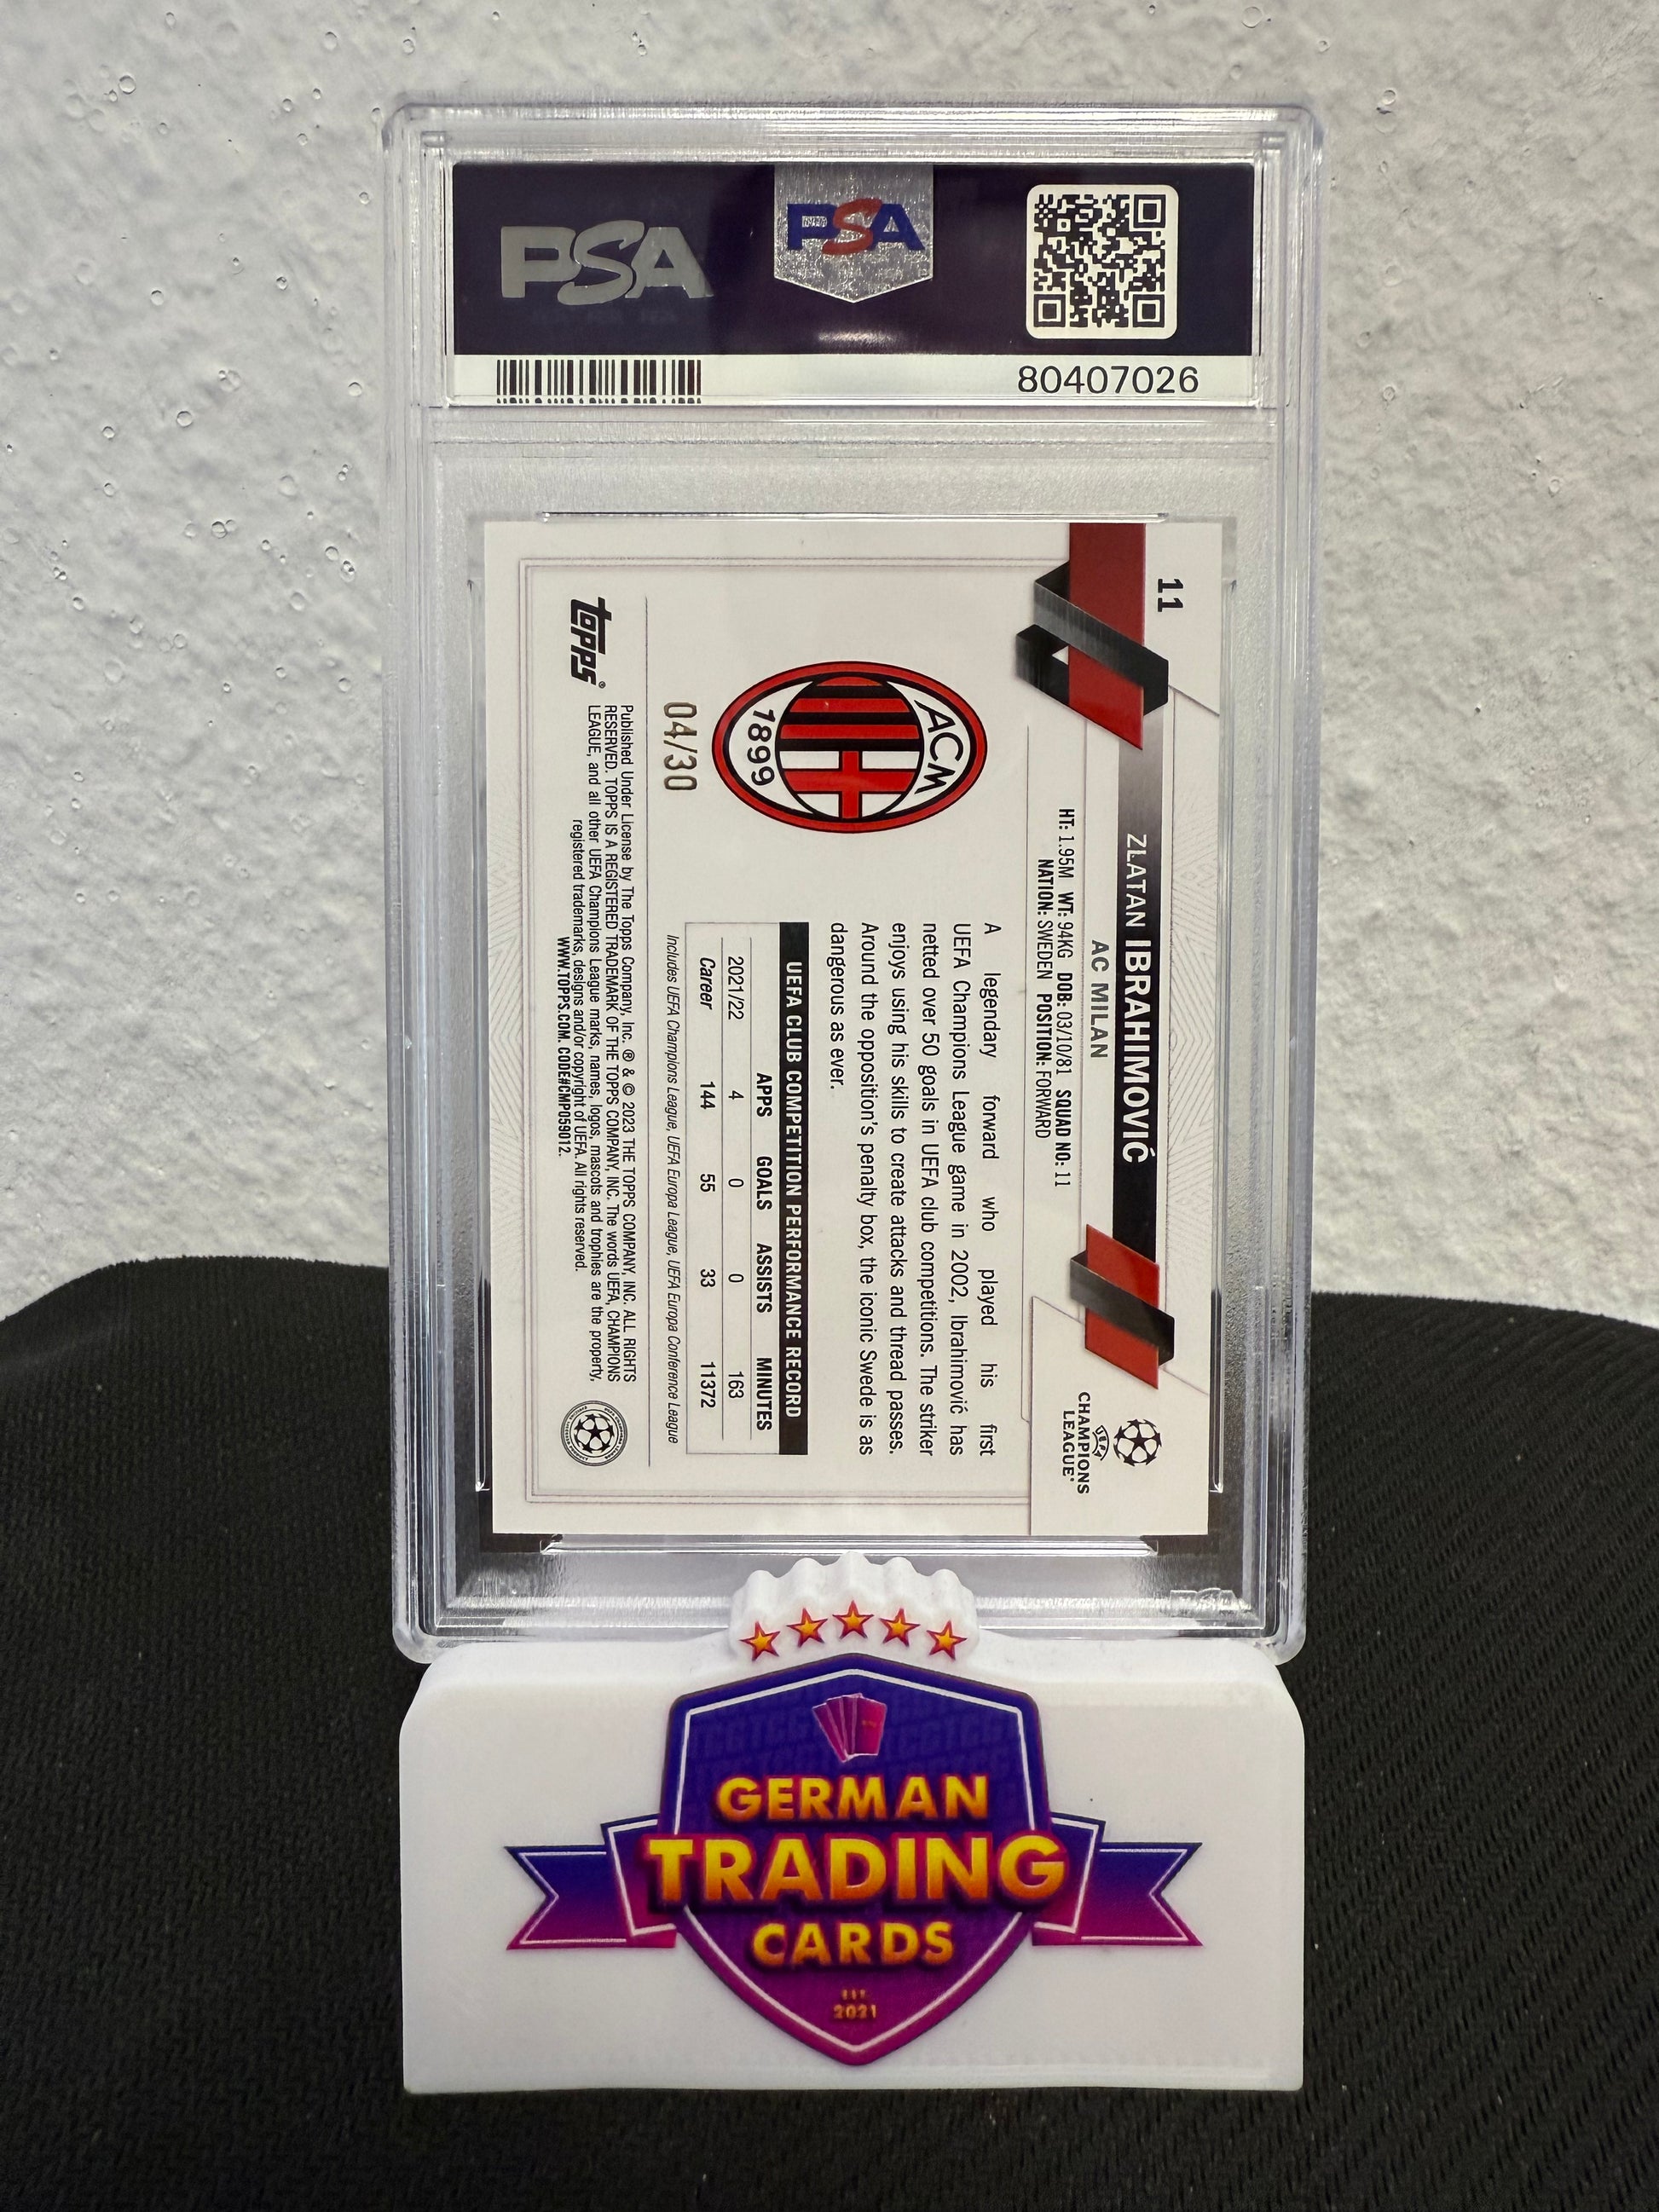 PSA
PSA
80407026
11
ZLATAN IBRAHIMOVIĆ
AC MILAN
HT: 1.95M WT: 94KG DOB: 03/10/81 SQUAD NO: 11
NATION: SWEDEN POSITION: FORWARD
UEFA
CHAMPIONS
LEAGUE®
ACM
1899
04/30
A legendary forward who played his first
UEFA Champions League game in 2002, Ibrahimović has
netted over 50 goals in UEFA club competitions. The striker
enjoys using his skills to create attacks and thread passes.
Around the opposition's penalty box, the iconic Swede is as
dangerous as ever.
UEFA CLUB COMPETITION PERFORMANCE RECORD
APPS GOALS ASSISTS MINUTES
2021/22 4 0 0 163
Career 144 55 33 11372
Includes UEFA Champions League, UEFA Europa League, UEFA Europa Conference League
topps®
Published Under License by The Topps Company, Inc. ® & © 2023 THE TOPPS COMPANY, INC. ALL RIGHTS
RESERVED. TOPPS IS A REGISTERED TRADEMARK OF THE TOPPS COMPANY, INC. The words UEFA, CHAMPIONS
LEAGUE, and all other UEFA Champions League marks, names, logos, mascots and trophies are the property,
registered trademarks, designs and/or copyright of UEFA. All rights reserved.
WWW.TOPPS.COM. CODE#CMP059012.
PSA
GERMAN
TRADING
CARDS
EST.
2021